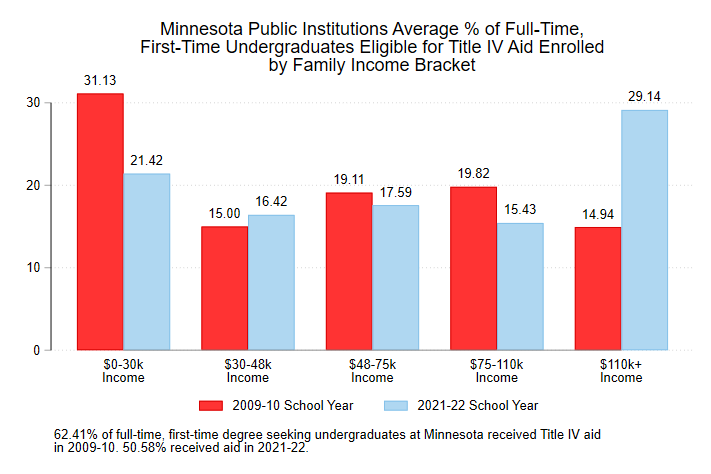 Minnesota Public Institutions Average % of Full-Time,
First-Time Undergraduates Eligible for Title IV Aid Enrolled
by Family Income Bracket
31.13
21.42
15.00
16.42
19.11
17.59
19.82
15.43
14.94
29.14
30
20
10
0
$0-30k
Income
$30-48k
Income
$48-75k
Income
$75-110k
Income
$110k+
Income
2009-10 School Year
2021-22 School Year
62.41% of full-time, first-time degree seeking undergraduates at Minnesota received Title IV aid
in 2009-10. 50.58% received aid in 2021-22.